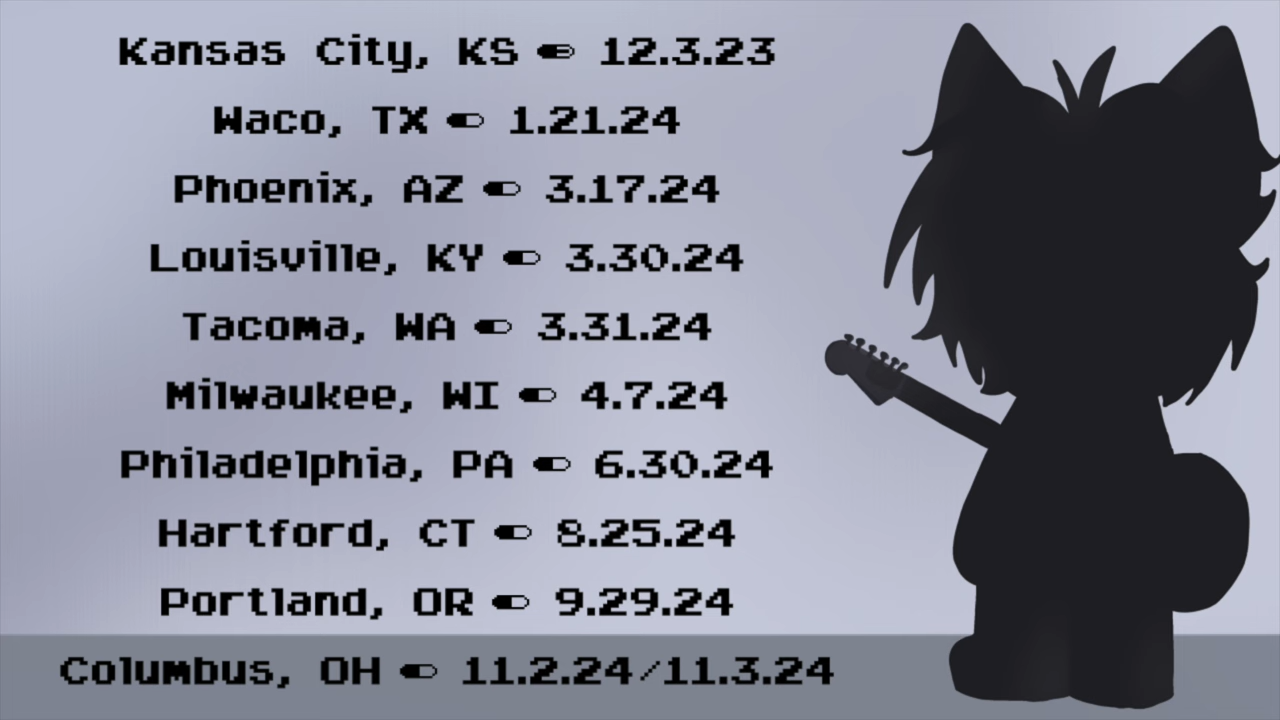 Kansas City, KS 12.3.23
Waco, TX 1.21.24
Phoenix, AZ 3.17.24
Louisville, KY 3.30.24
Tacoma, WA 3.31.24
Milwaukee, WI 4.7.24
Philadelphia, PA 6.30.24
Hartford, CT 8.25.24
Portland, OR 9.29.24
Columbus, OH 11.2.24/11.3.24